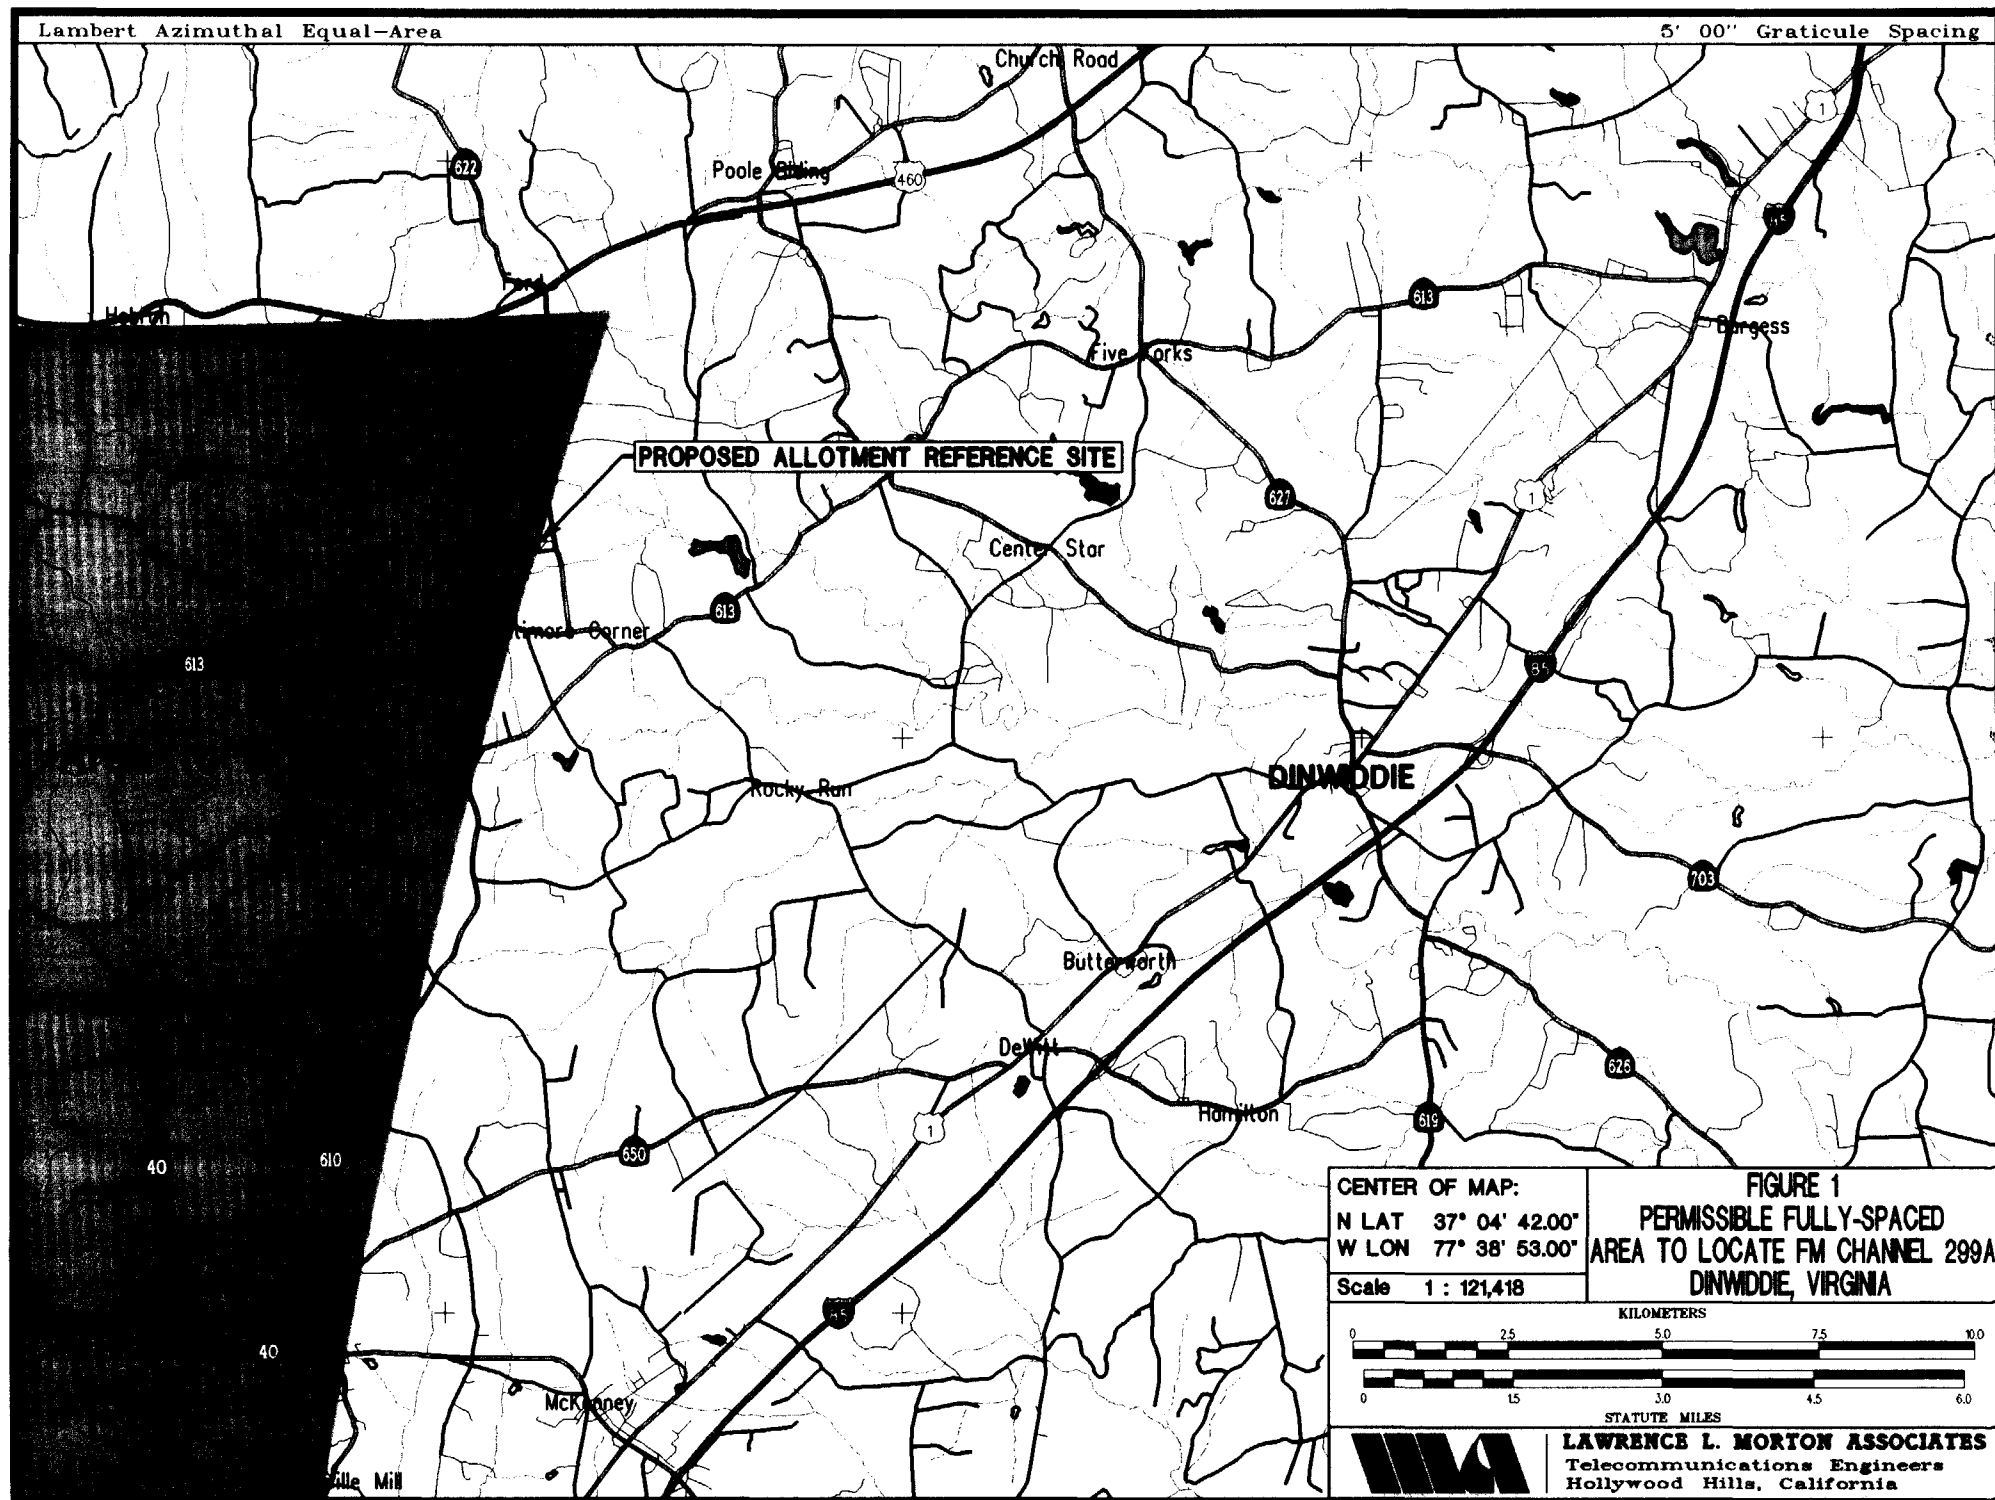 Lambert Azimuthal Equal-Area
5' 00" Graticule Spacing
Church Road
1
622
Poole Siding
460
85
Ford
613
Hebron
Burgess
Five Forks
PROPOSED ALLOTMENT REFERENCE SITE
627
1
Center Star
613
timore Corner
613
85
DINWIDDIE
Rocky Run
703
Butterworth
DeWitt
626
Hamilton
619
1
650
40
610
85
40
McKenney
ille Mill
CENTER OF MAP:
N LAT 37° 04' 42.00"
W LON 77° 38' 53.00"
Scale 1 : 121,418
FIGURE 1
PERMISSIBLE FULLY-SPACED
AREA TO LOCATE FM CHANNEL 299A
DINWIDDIE, VIRGINIA
KILOMETERS
0 2.5 5.0 7.5 10.0
0 1.5 3.0 4.5 6.0
STATUTE MILES
LAWRENCE L. MORTON ASSOCIATES
Telecommunications Engineers
Hollywood Hills, California